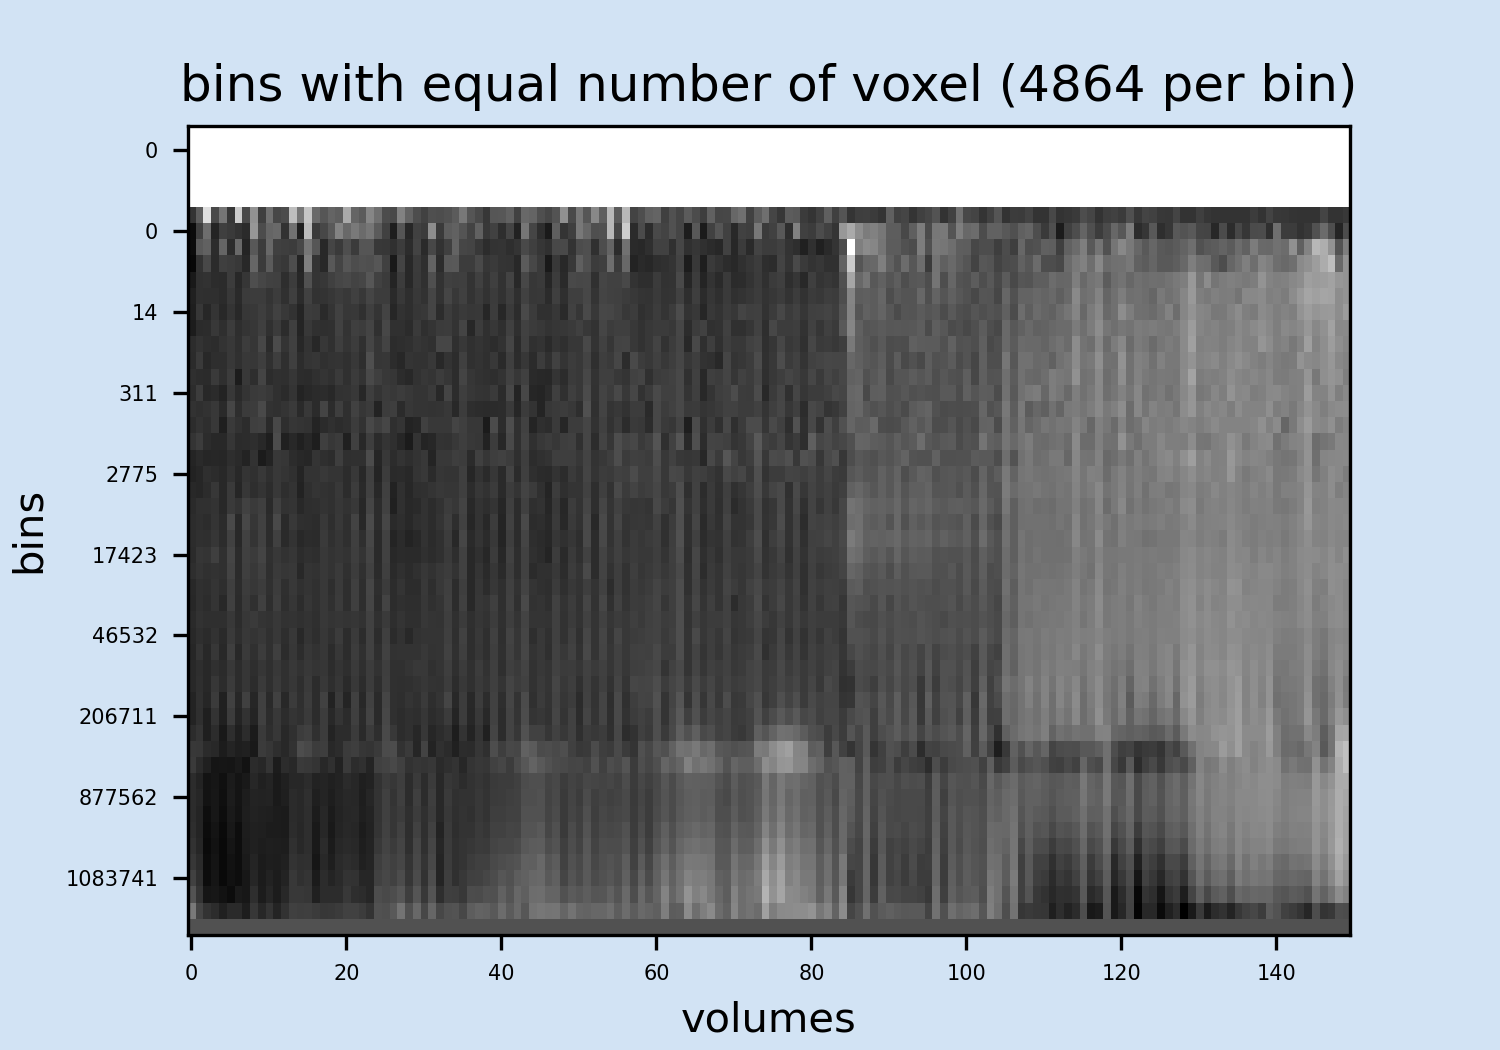 bins with equal number of voxel (4864 per bin)
0
0
14
311
2775
17423
46532
206711
877562
1083741
bins
0 20 40 60 80 100 120 140
volumes